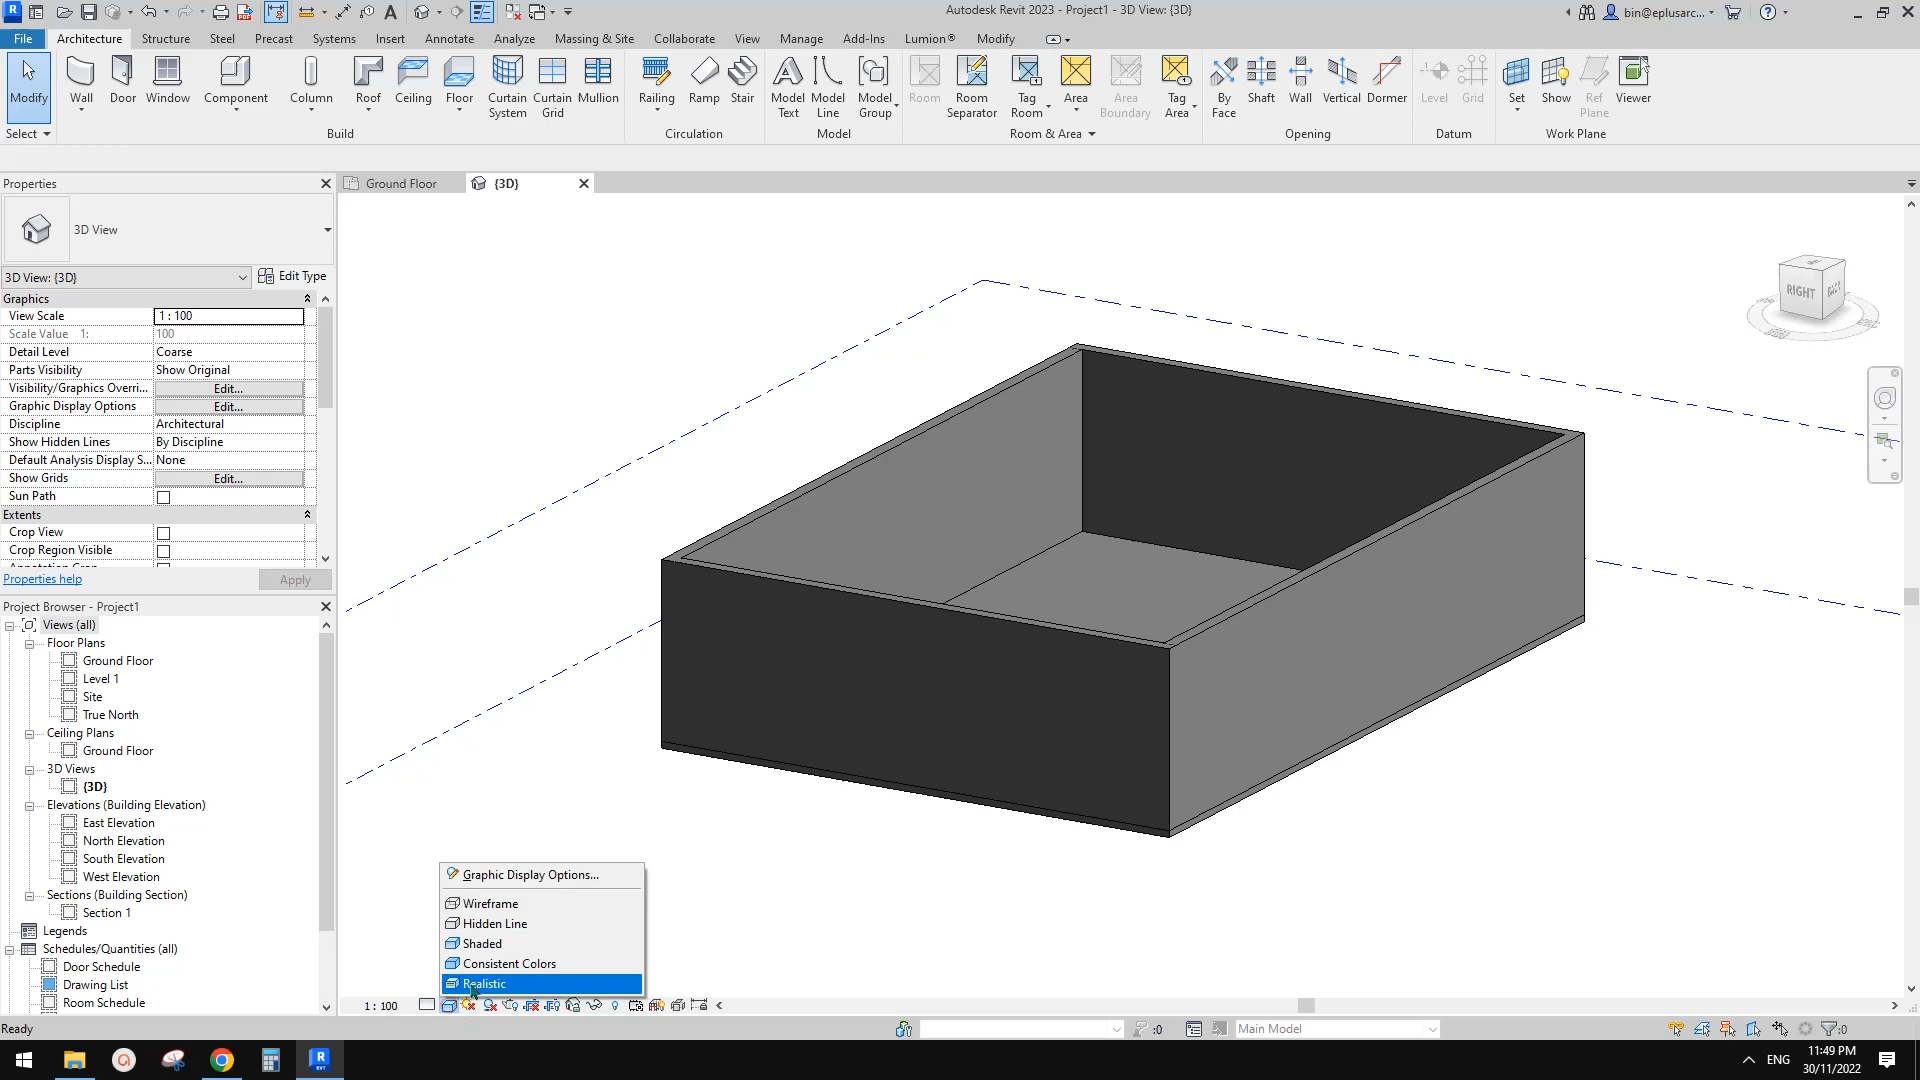 Autodesk Revit 2023 - Project1 - 3D View: {3D}
bin@eplusarc...
File
Architecture
Structure
Steel
Precast
Systems
Insert
Annotate
Analyze
Massing & Site
Collaborate
View
Manage
Add-Ins
Lumion®
Modify
Modify
Wall
Door
Window
Component
Column
Roof
Ceiling
Floor
Curtain
System
Curtain
Grid
Mullion
Railing
Ramp
Stair
Model
Text
Model
Line
Model
Group
Room
Room
Separator
Tag
Room
Area
Area
Boundary
Tag
Area
By
Face
Shaft
Wall
Vertical
Dormer
Level
Grid
Set
Show
Ref
Plane
Viewer
Select
Build
Circulation
Model
Room & Area
Opening
Datum
Work Plane
Properties
Ground Floor
{3D}
3D View
3D View: {3D}
Edit Type
Graphics
View Scale
1 : 100
Scale Value    1:
100
Detail Level
Coarse
Parts Visibility
Show Original
Visibility/Graphics Overri...
Edit...
Graphic Display Options
Edit...
Discipline
Architectural
Show Hidden Lines
By Discipline
Default Analysis Display S...
None
Show Grids
Edit...
Sun Path
Extents
Crop View
Crop Region Visible
Properties help
Apply
Project Browser - Project1
Views (all)
Floor Plans
Ground Floor
Level 1
Site
True North
Ceiling Plans
Ground Floor
3D Views
{3D}
Elevations (Building Elevation)
East Elevation
North Elevation
South Elevation
West Elevation
Sections (Building Section)
Section 1
Legends
Schedules/Quantities (all)
Door Schedule
Drawing List
Room Schedule
RIGHT
BACK
Graphic Display Options...
Wireframe
Hidden Line
Shaded
Consistent Colors
Realistic
1 : 100
Ready
:0
Main Model
:0
ENG
11:49 PM
30/11/2022